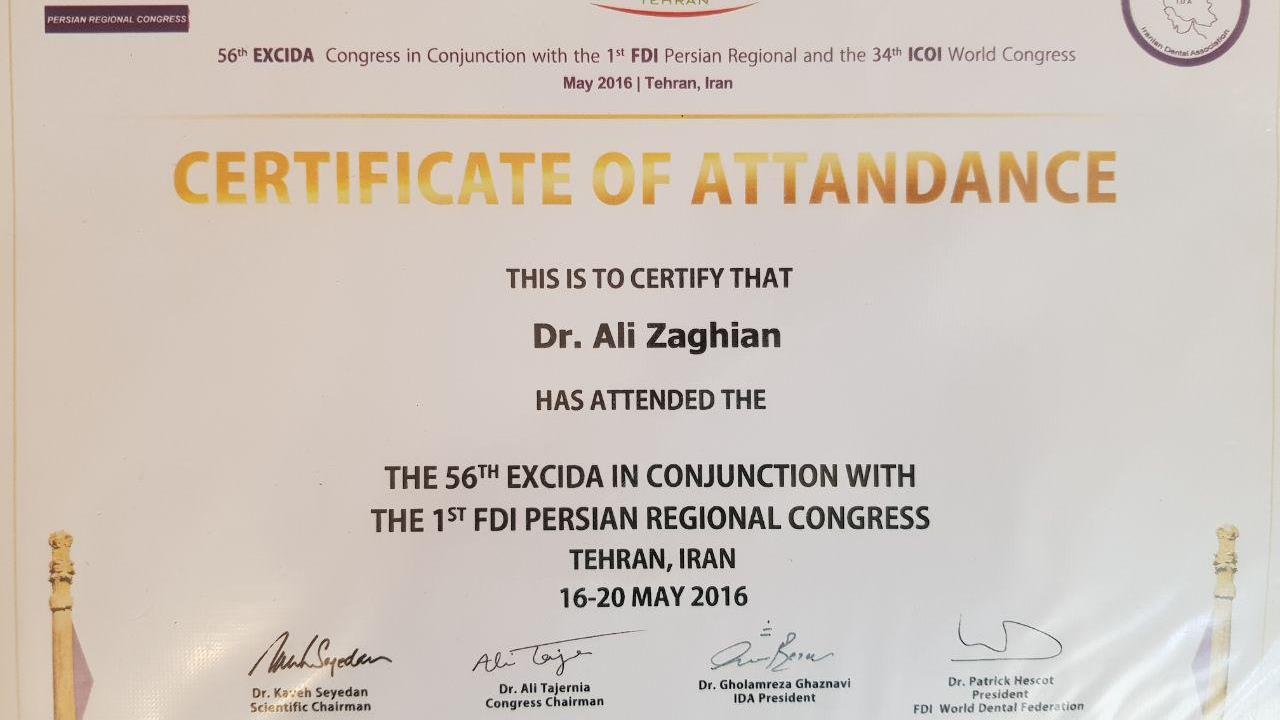 TEHRAN
PERSIAN REGIONAL CONGRESS
I.D.A
Iranian Dental Association
56th EXCIDA Congress in Conjunction with the 1st FDI Persian Regional and the 34th ICOI World Congress
May 2016 | Tehran, Iran
CERTIFICATE OF ATTANDANCE
THIS IS TO CERTIFY THAT
Dr. Ali Zaghian
HAS ATTENDED THE
THE 56TH EXCIDA IN CONJUNCTION WITH
THE 1ST FDI PERSIAN REGIONAL CONGRESS
TEHRAN, IRAN
16-20 MAY 2016
Dr. Kaveh Seyedan
Scientific Chairman
Dr. Ali Tajernia
Congress Chairman
Dr. Gholamreza Ghaznavi
IDA President
Dr. Patrick Hescot
President
FDI World Dental Federation